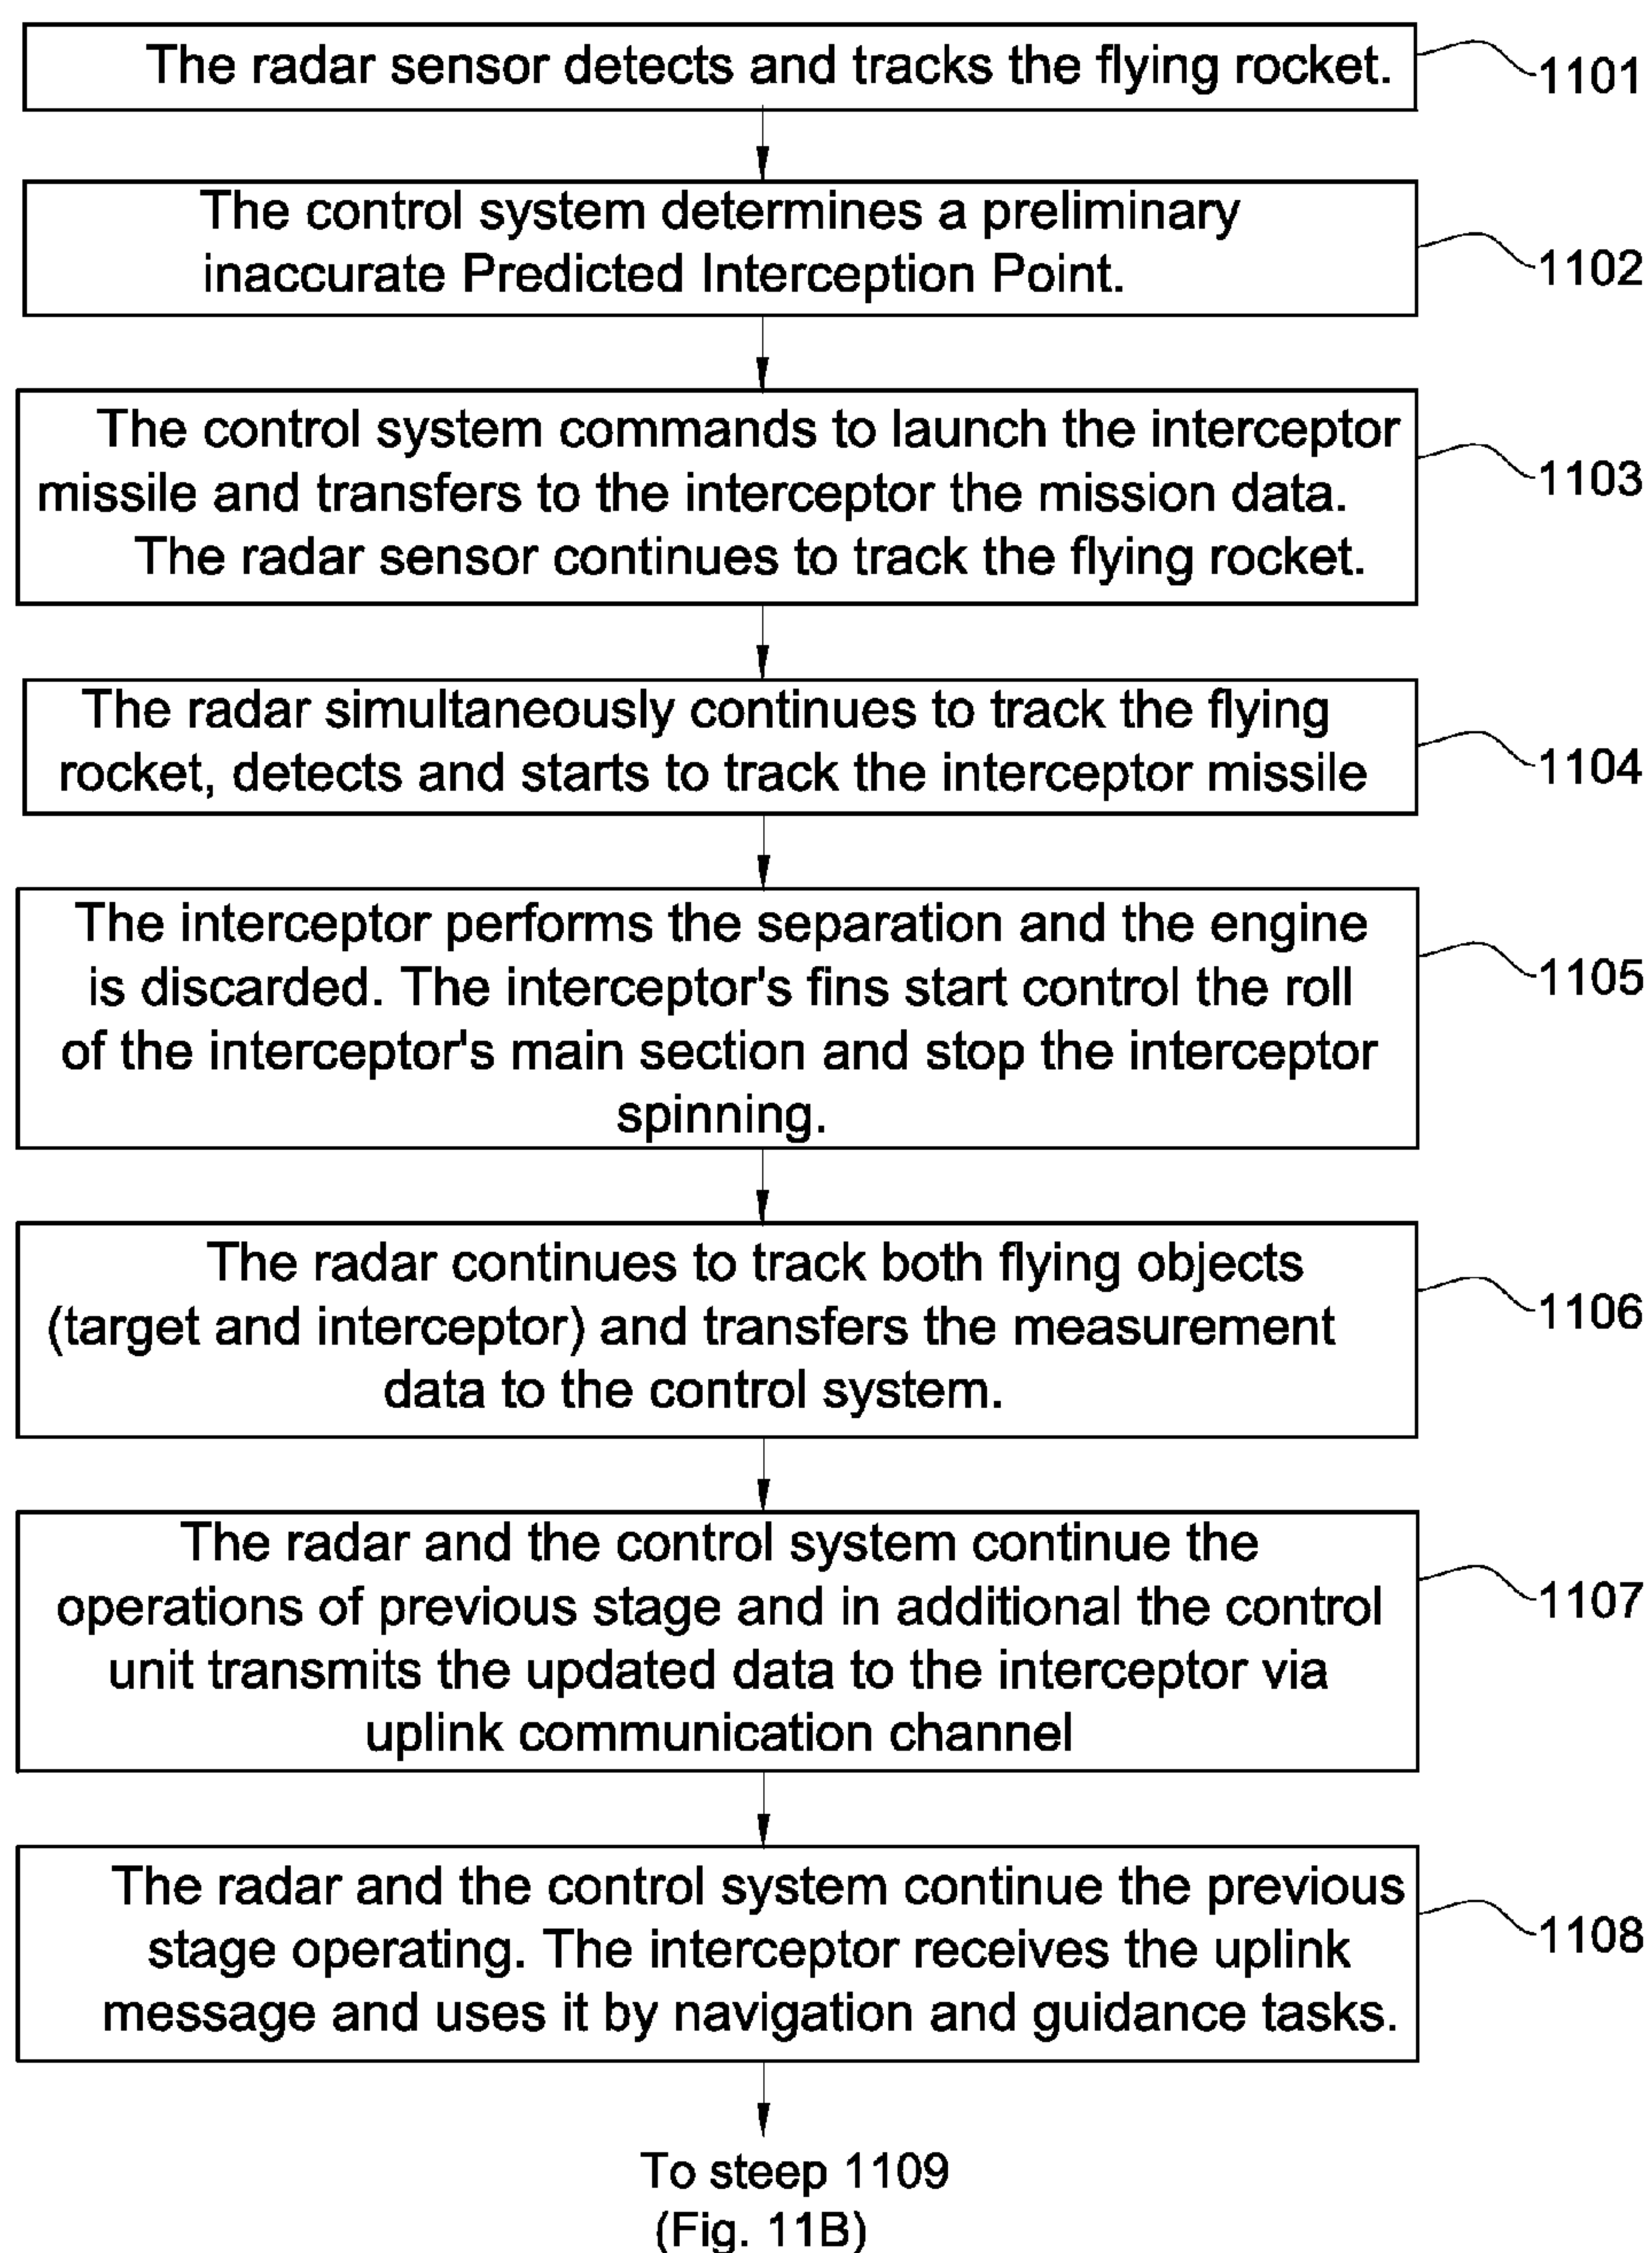 The radar sensor detects and tracks the flying rocket.
1101
The control system determines a preliminary
inaccurate Predicted Interception Point.
1102
The control system commands to launch the interceptor
missile and transfers to the interceptor the mission data.
The radar sensor continues to track the flying rocket.
1103
The radar simultaneously continues to track the flying
rocket, detects and starts to track the interceptor missile
1104
The interceptor performs the separation and the engine
is discarded. The interceptor's fins start control the roll
of the interceptor's main section and stop the interceptor
spinning.
1105
The radar continues to track both flying objects
(target and interceptor) and transfers the measurement
data to the control system.
1106
The radar and the control system continue the
operations of previous stage and in additional the control
unit transmits the updated data to the interceptor via
uplink communication channel
1107
The radar and the control system continue the previous
stage operating. The interceptor receives the uplink
message and uses it by navigation and guidance tasks.
1108
To steep 1109
(Fig. 11B)